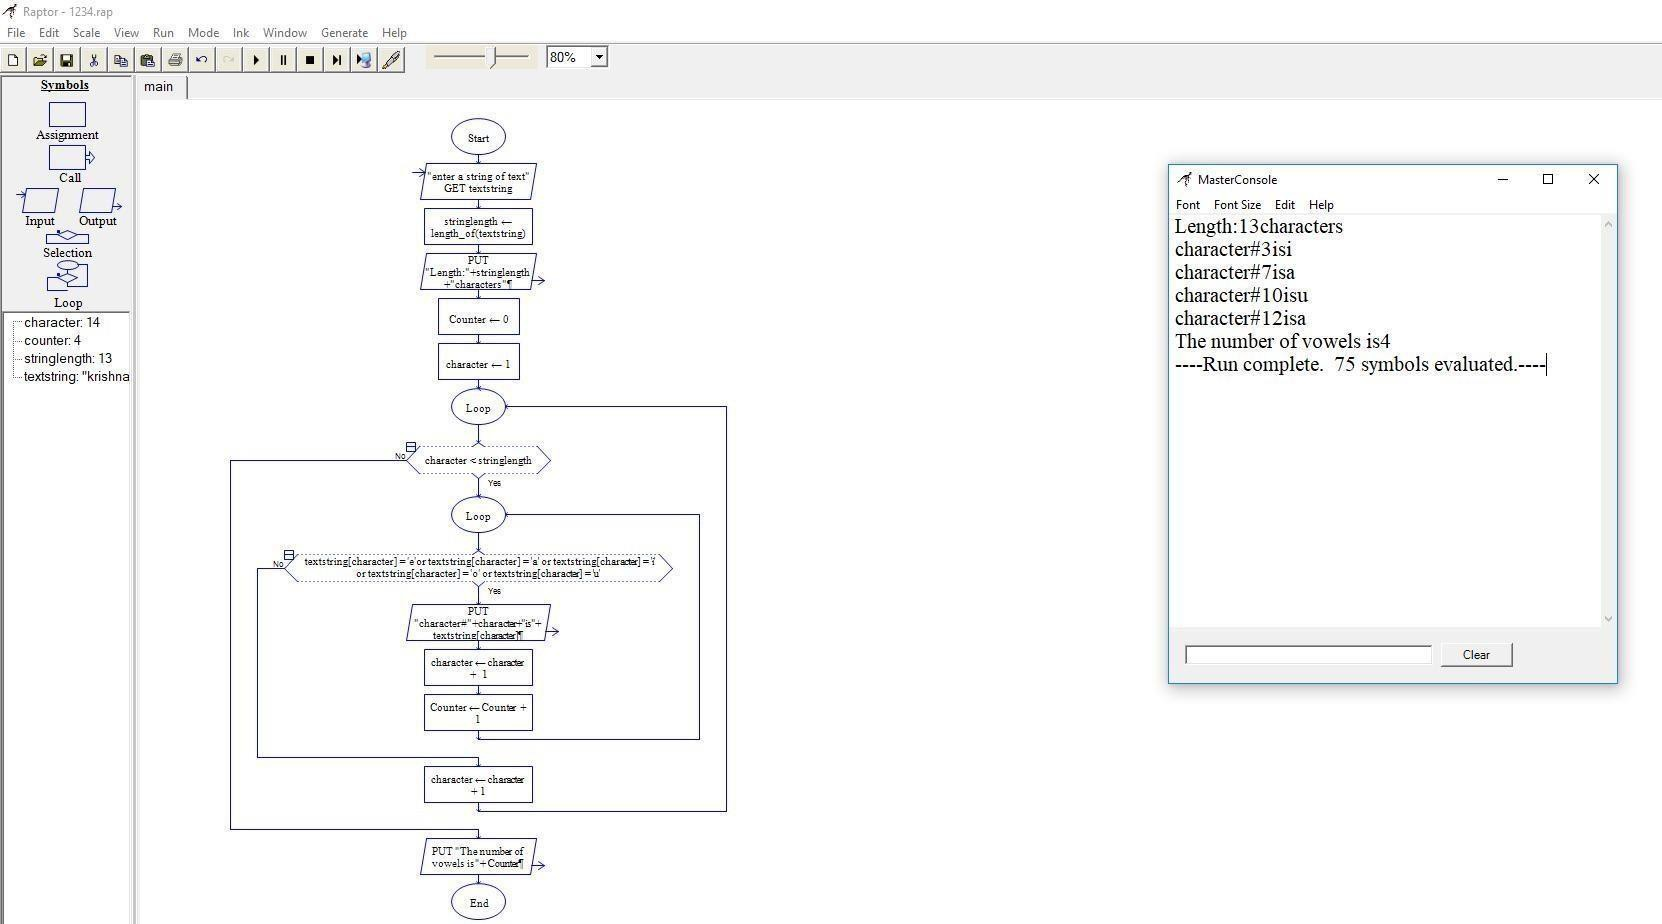 Raptor - 1234.rap
File Edit Scale View Run Mode Ink Window Generate Help
80%
Symbols
main
Assignment
Call
Input Output
Selection
Loop
character: 14
counter: 4
stringlength: 13
textstring: "krishna
Start
"enter a string of text"
GET textstring
stringlength ←
length_of(textstring)
PUT
"Length:"+stringlength
+"characters"¶
Counter ← 0
character ← 1
Loop
No
character < stringlength
Yes
Loop
No
textstring[character] = 'e' or textstring[character] = 'a' or textstring[character] = 'i'
or textstring[character] = 'o' or textstring[character] = 'u'
Yes
PUT
"character#"+character+"is"+
textstring[character]¶
character ← character
+ 1
Counter ← Counter +
1
character ← character
+ 1
PUT "The number of
vowels is"+Counter¶
End
MasterConsole
Font Font Size Edit Help
Length:13characters
character#3isi
character#7isa
character#10isu
character#12isa
The number of vowels is4
----Run complete.  75 symbols evaluated.----
Clear